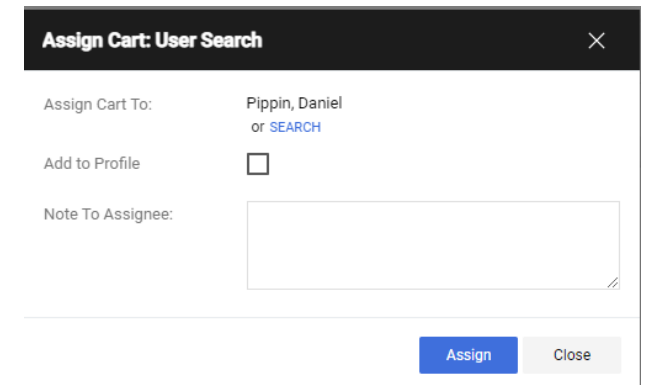 Assign Cart: User Search
Assign Cart To: Pippin, Daniel
or SEARCH
Add to Profile
Note To Assignee:
Assign Close